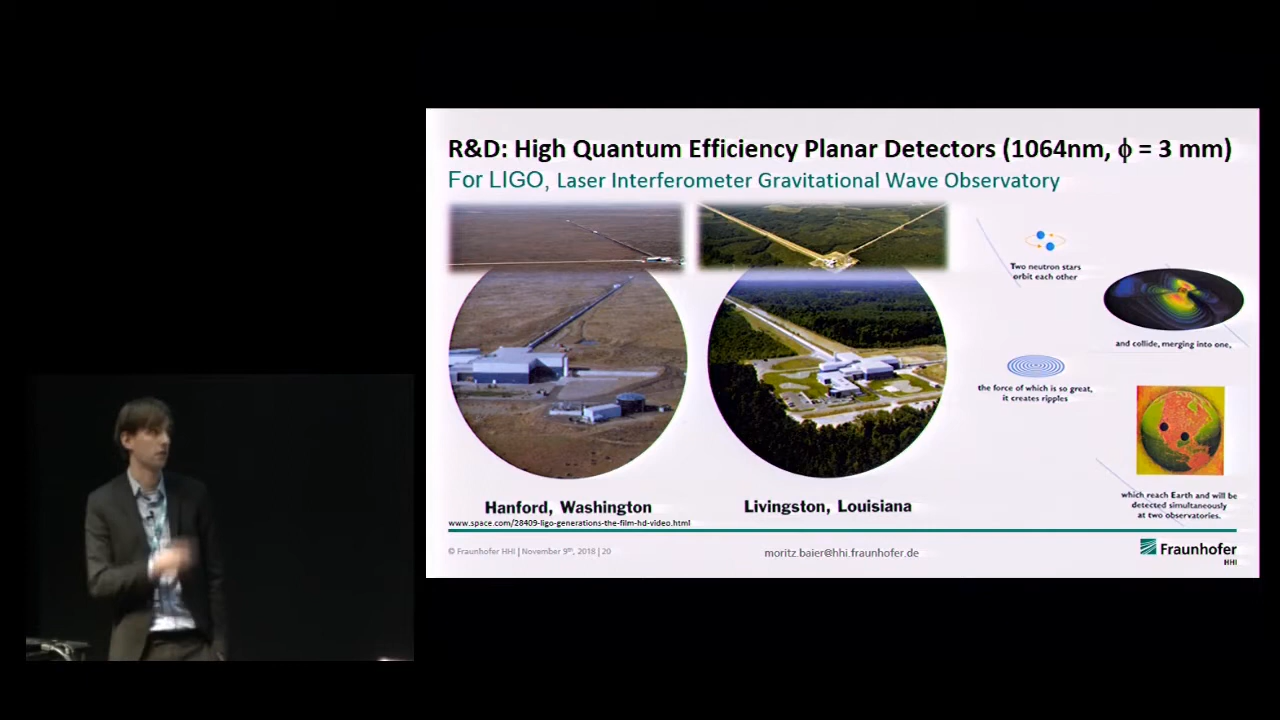 R&D: High Quantum Efficiency Planar Detectors (1064nm, ϕ = 3 mm)
For LIGO, Laser Interferometer Gravitational Wave Observatory
Two neutron stars
orbit each other
and collide, merging into one,
the force of which is so great,
it creates ripples
which reach Earth and will be
detected simultaneously
at two observatories.
Hanford, Washington
Livingston, Louisiana
www.space.com/28409-ligo-generations-the-film-hd-video.html
© Fraunhofer HHI | November 9th, 2018 | 20
moritz.baier@hhi.fraunhofer.de
Fraunhofer
HHI